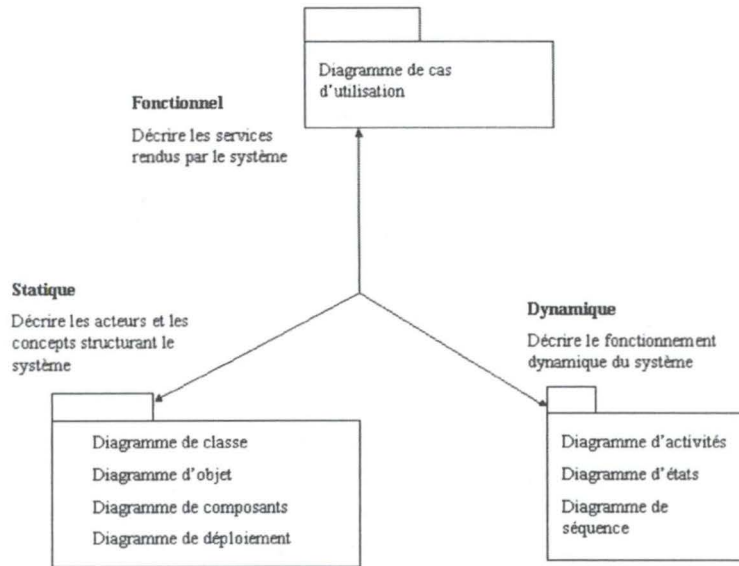 Diagramme de cas
d'utilisation
Fonctionnel
Décrire les services
rendus par le système
Statique
Décrire les acteurs et les
concepts structurant le
système
Dynamique
Décrire le fonctionnement
dynamique du système
Diagramme de classe
Diagramme d'objet
Diagramme de composants
Diagramme de déploiement
Diagramme d'activités
Diagramme d'états
Diagramme de
séquence